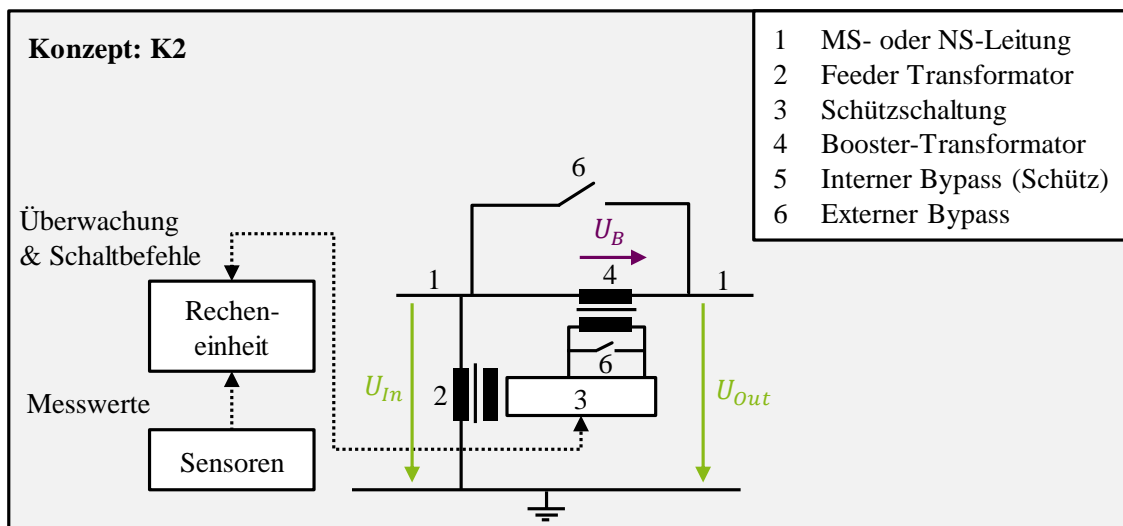 Konzept: K2
1 MS- oder NS-Leitung
2 Feeder Transformator
3 Schützschaltung
4 Booster-Transformator
5 Interner Bypass (Schütz)
6 Externer Bypass
6
Überwachung
& Schaltbefehle
U_B
1
4
1
Rechen-
einheit
6
U_In
2
3
U_Out
Messwerte
Sensoren